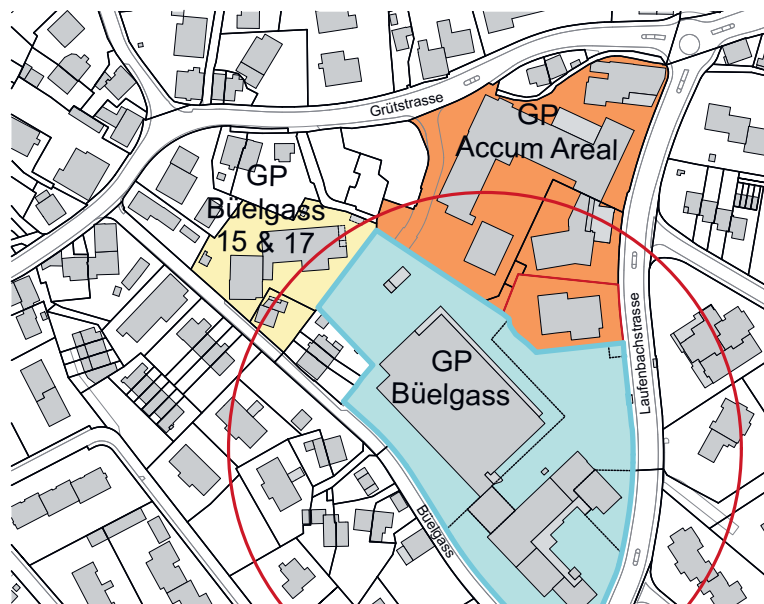 Grütstrasse
GP
Accum Areal
GP
Büelgass
15 & 17
GP
Büelgass
Laufenbachstrasse
Büelgass